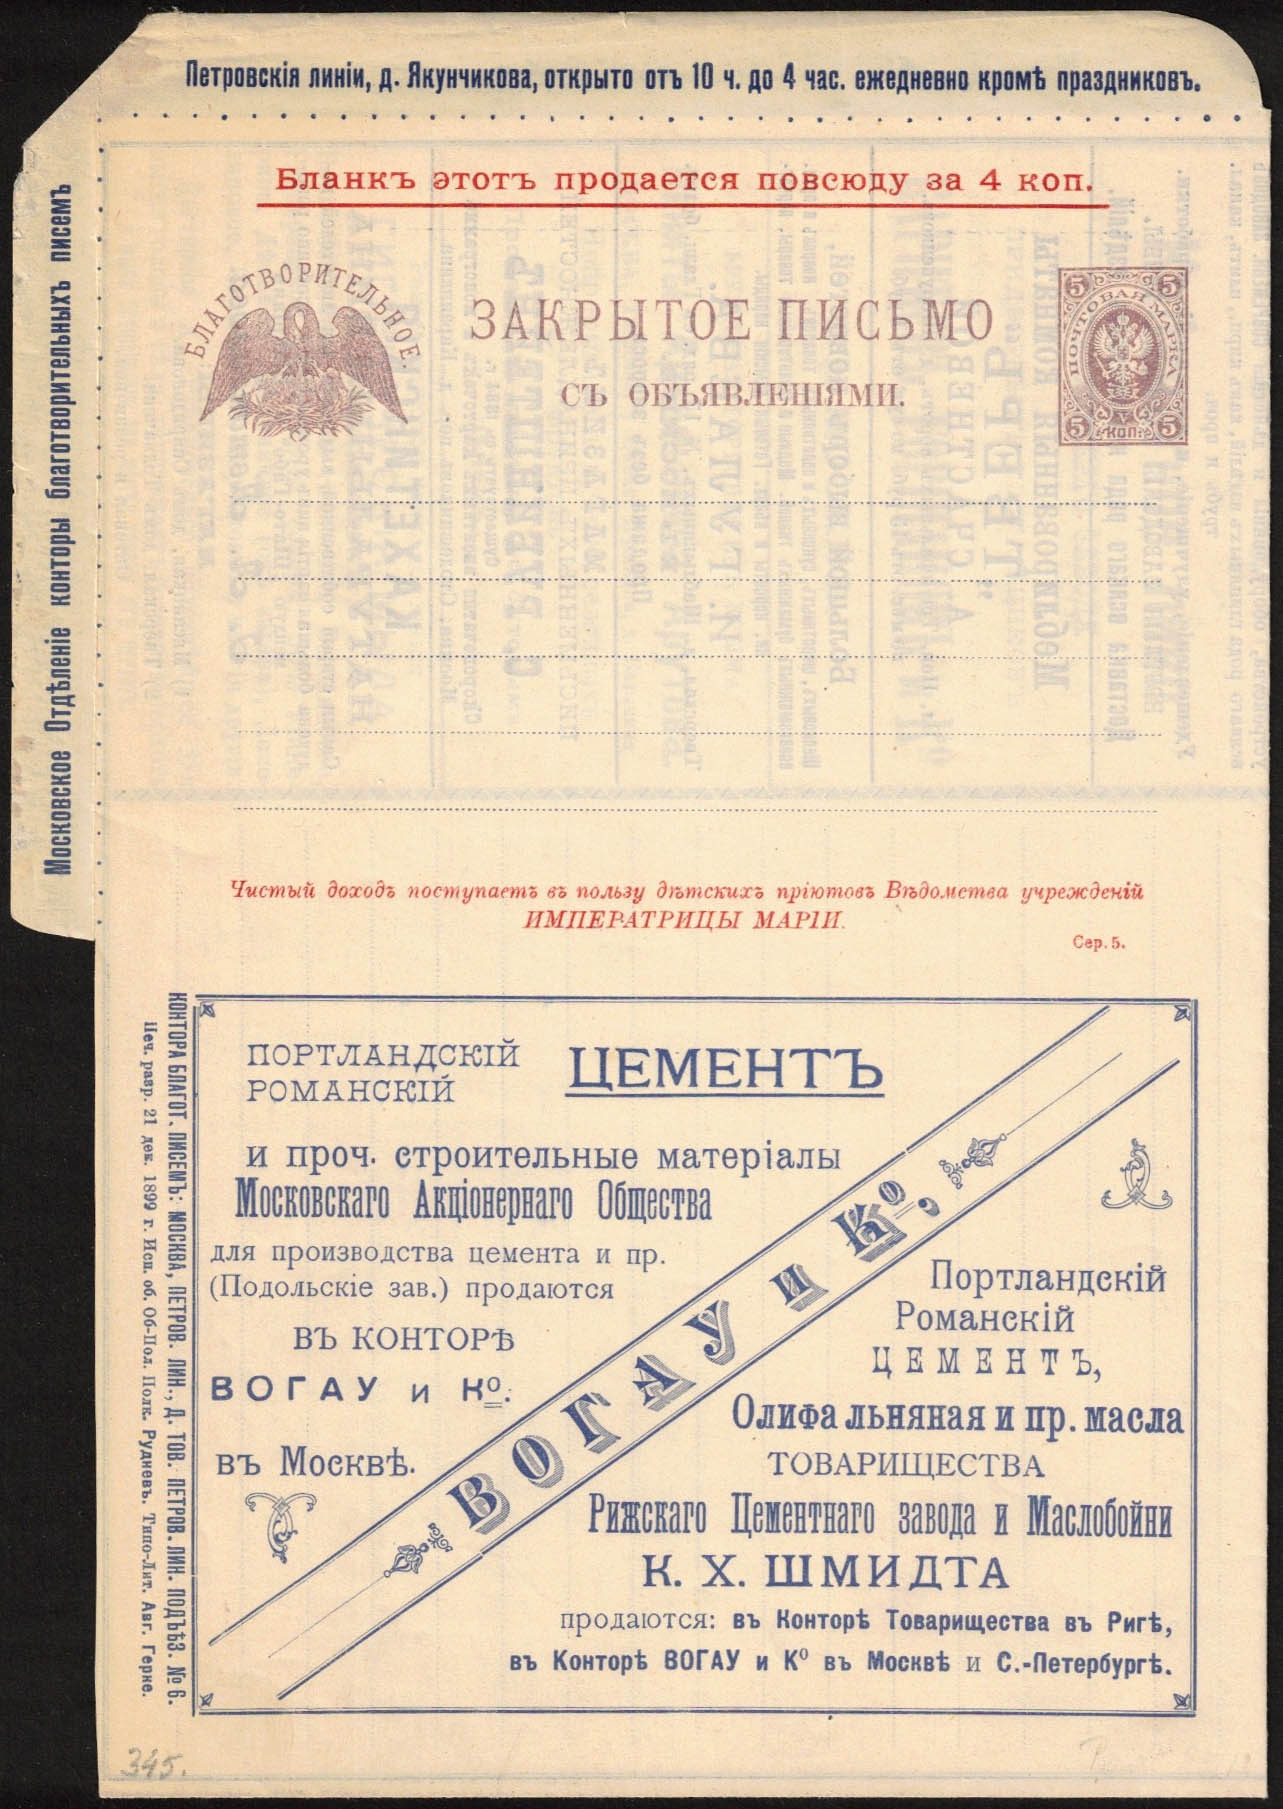 Петровскія линіи, д. Якунчикова, открыто отъ 10 ч. до 4 час. ежедневно кромѣ праздниковъ.
Московское Отдѣленіе конторы благотворительныхъ писемъ
Бланкъ этотъ продается повсюду за 4 коп.
БЛАГОТВОРИТЕЛЬНОЕ
ЗАКРЫТОЕ ПИСЬМО
СЪ ОБЪЯВЛЕНІЯМИ.
5 5
ПОЧТОВАЯ МАРКА
5 КОП. 5
Чистый доходъ поступаетъ въ пользу дѣтскихъ пріютовъ Вѣдомства учрежденій
ИМПЕРАТРИЦЫ МАРІИ.
Сер. 5.
КОНТОРА БЛАГОТ. ПИСЕМЪ: МОСКВА, ПЕТРОВ. ЛИН., Д. ТОВ. ПЕТРОВ. ЛИН. ПОДЪѢЗ. № 6.
Печ. разр. 21 дек. 1899 г. Исп. об. Об-Пол. Полк. Рудневъ. Типо-Лит. Авг. Герке.
ПОРТЛАНДСКІЙ
РОМАНСКІЙ
ЦЕМЕНТЪ
и проч. строительные матеріалы
Московскаго Акціонернаго Общества
для производства цемента и пр.
(Подольскіе зав.) продаются
ВЪ КОНТОРѢ
ВОГАУ и Ко.
въ Москвѣ.
ВОГАУ и Ко,
Портландскій
Романскій
ЦЕМЕНТЪ,
Олифа льняная и пр. масла
ТОВАРИЩЕСТВА
Рижскаго Цементнаго завода и Маслобойни
К. Х. ШМИДТА
продаются: въ Конторѣ Товарищества въ Ригѣ,
въ Конторѣ ВОГАУ и Ко въ Москвѣ и С.-Петербургѣ.
345.